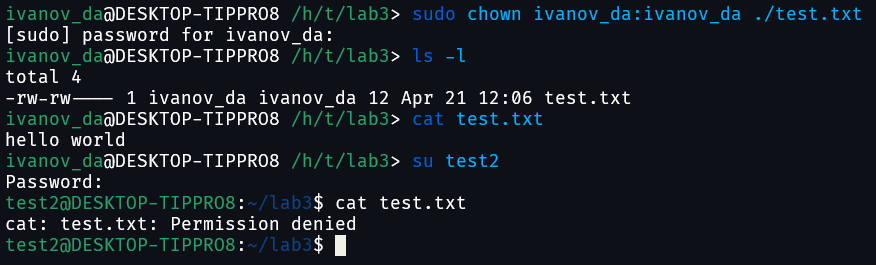 ivanov_da@DESKTOP-TIPPRO8 /h/t/lab3> sudo chown ivanov_da:ivanov_da ./test.txt
[sudo] password for ivanov_da:
ivanov_da@DESKTOP-TIPPRO8 /h/t/lab3> ls -l
total 4
-rw-rw---- 1 ivanov_da ivanov_da 12 Apr 21 12:06 test.txt
ivanov_da@DESKTOP-TIPPRO8 /h/t/lab3> cat test.txt
hello world
ivanov_da@DESKTOP-TIPPRO8 /h/t/lab3> su test2
Password:
test2@DESKTOP-TIPPRO8:~/lab3$ cat test.txt
cat: test.txt: Permission denied
test2@DESKTOP-TIPPRO8:~/lab3$